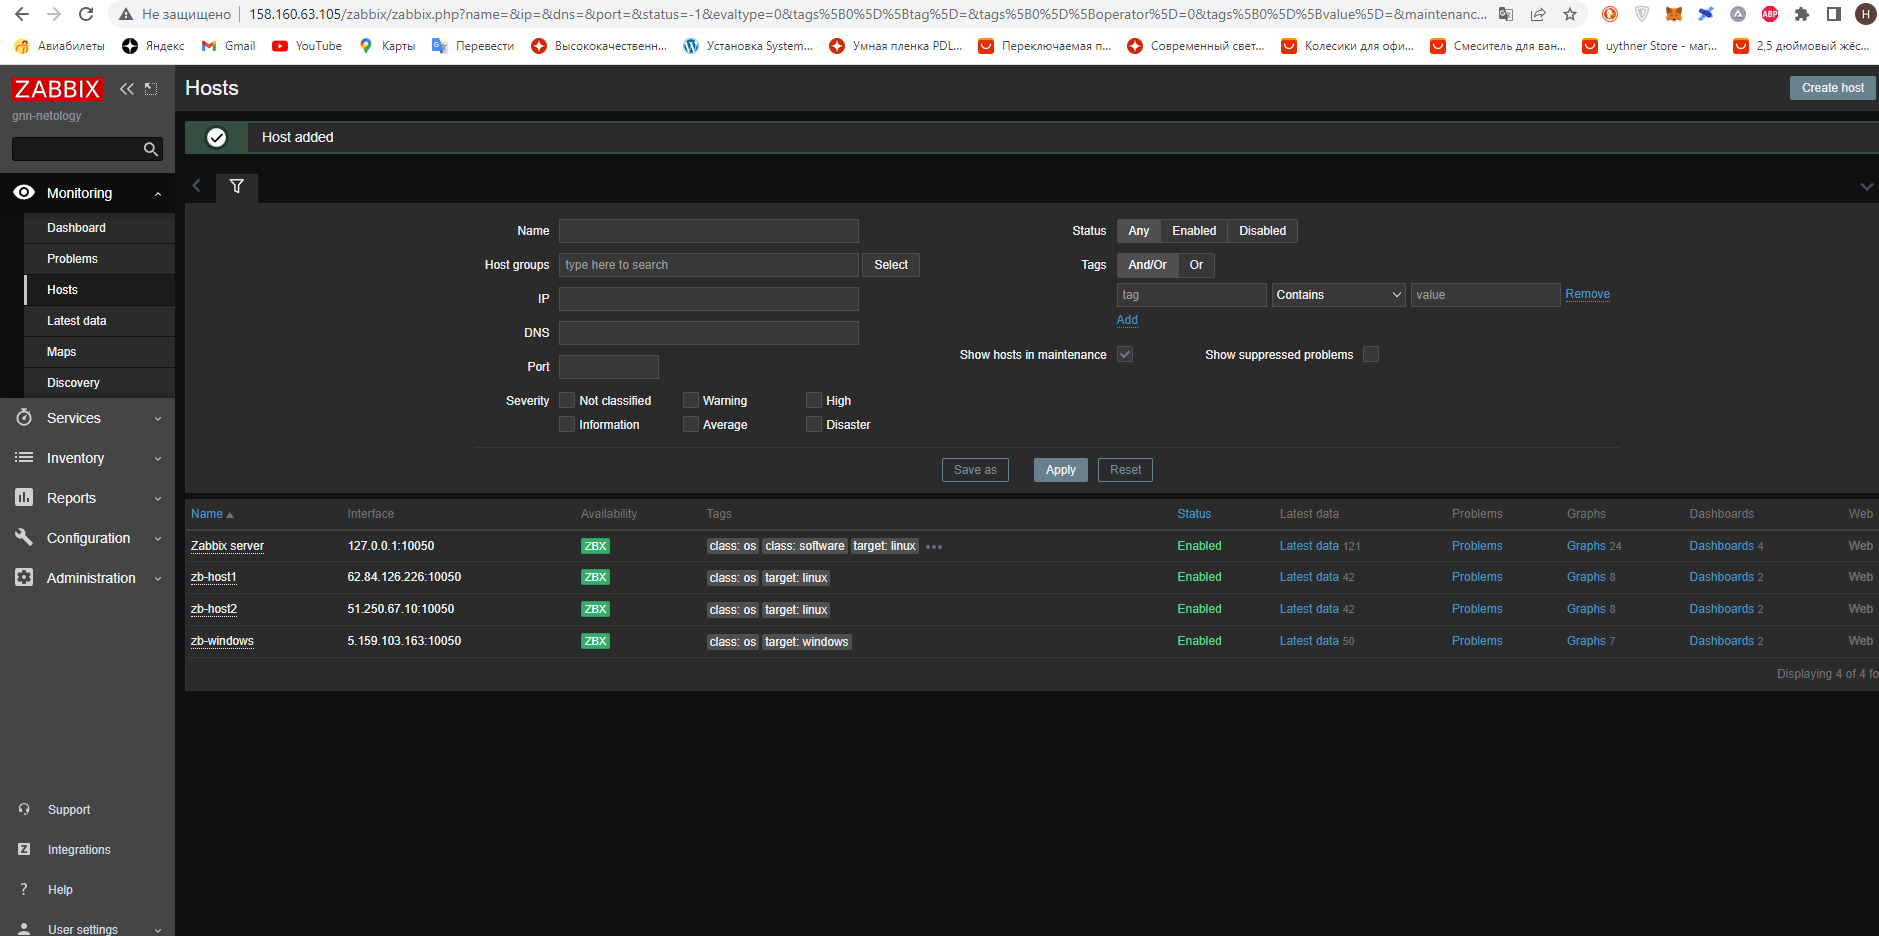 Не защищено 158.160.63.105/zabbix/zabbix.php?name=&ip=&dns=&port=&status=-1&evaltype=0&tags%5B0%5D%5Btag%5D=&tags%5B0%5D%5Boperator%5D=0&tags%5B0%5D%5Bvalue%5D=&maintenanc... ABP Н
Авиабилеты Яндекс Gmail YouTube Карты Перевести Высококачественн... Установка System... Умная пленка PDL... Переключаемая п... Современный свет... Колесики для офи... Смеситель для ван... uythner Store - маг... 2,5 дюймовый жёс...
ZABBIX
gnn-netology
Monitoring
Dashboard
Problems
Hosts
Latest data
Maps
Discovery
Services
Inventory
Reports
Configuration
Administration
Support
Integrations
Help
User settings
Hosts Create host
Host added
Name Status Any Enabled Disabled
Host groups type here to search Select Tags And/Or Or
IP tag Contains value Remove
Add
DNS
Show hosts in maintenance Show suppressed problems
Port
Severity Not classified Warning High
Information Average Disaster
Save as Apply Reset
Name Interface Availability Tags Status Latest data Problems Graphs Dashboards Web
Zabbix server 127.0.0.1:10050 ZBX class: os class: software target: linux ••• Enabled Latest data 121 Problems Graphs 24 Dashboards 4 Web
zb-host1 62.84.126.226:10050 ZBX class: os target: linux Enabled Latest data 42 Problems Graphs 8 Dashboards 2 Web
zb-host2 51.250.67.10:10050 ZBX class: os target: linux Enabled Latest data 42 Problems Graphs 8 Dashboards 2 Web
zb-windows 5.159.103.163:10050 ZBX class: os target: windows Enabled Latest data 50 Problems Graphs 7 Dashboards 2 Web
Displaying 4 of 4 fo